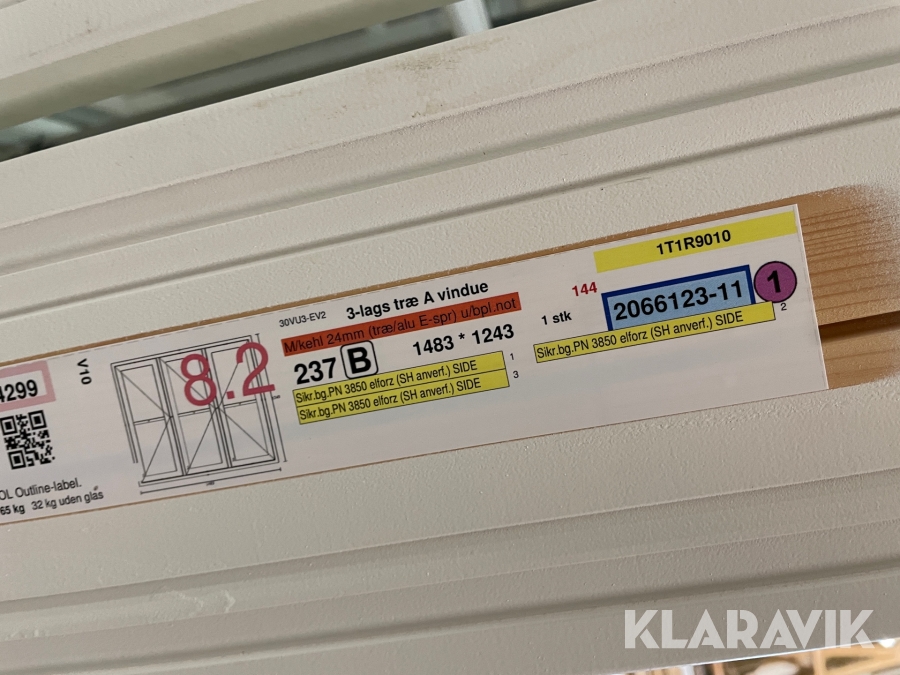 4299
V10
OL Outline-label.
65 kg 32 kg uden glas
8.2
30VU3-EV2
3-lags træ A vindue
M/kehl 24mm (træ/alu E-spr) u/bpl.not
237 B 1483 * 1243
Sikr.bg.PN 3850 elforz (SH anverf.) SIDE 1
Sikr.bg.PN 3850 elforz (SH anverf.) SIDE 3
1T1R9010
144
1 stk
2066123-11
1
Sikr.bg.PN 3850 elforz (SH anverf.) SIDE 2
KLARAVIK